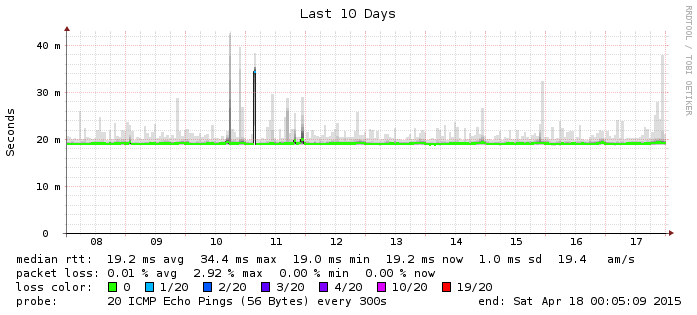 Last 10 Days
RRDTOOL / TOBI OETIKER
Seconds
40 m
30 m
20 m
10 m
0
08 09 10 11 12 13 14 15 16 17
median rtt: 19.2 ms avg 34.4 ms max 19.0 ms min 19.2 ms now 1.0 ms sd 19.4 am/s
packet loss: 0.01 % avg 2.92 % max 0.00 % min 0.00 % now
loss color: 0 1/20 2/20 3/20 4/20 10/20 19/20
probe: 20 ICMP Echo Pings (56 Bytes) every 300s end: Sat Apr 18 00:05:09 2015